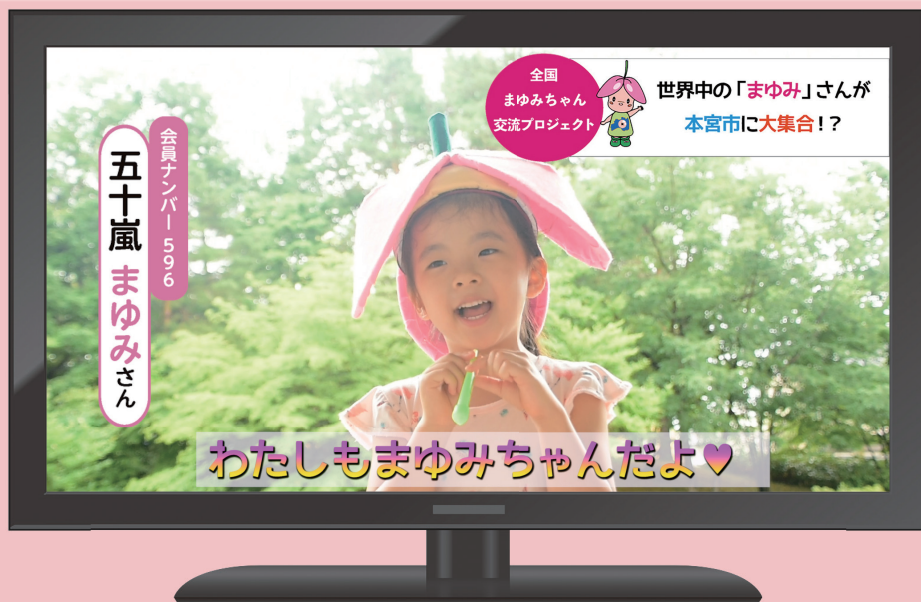 全国
まゆみちゃん
交流プロジェクト
世界中の「まゆみ」さんが
本宮市に大集合!?
会員ナンバー 596
五十嵐 まゆみさん
わたしもまゆみちゃんだよ♥